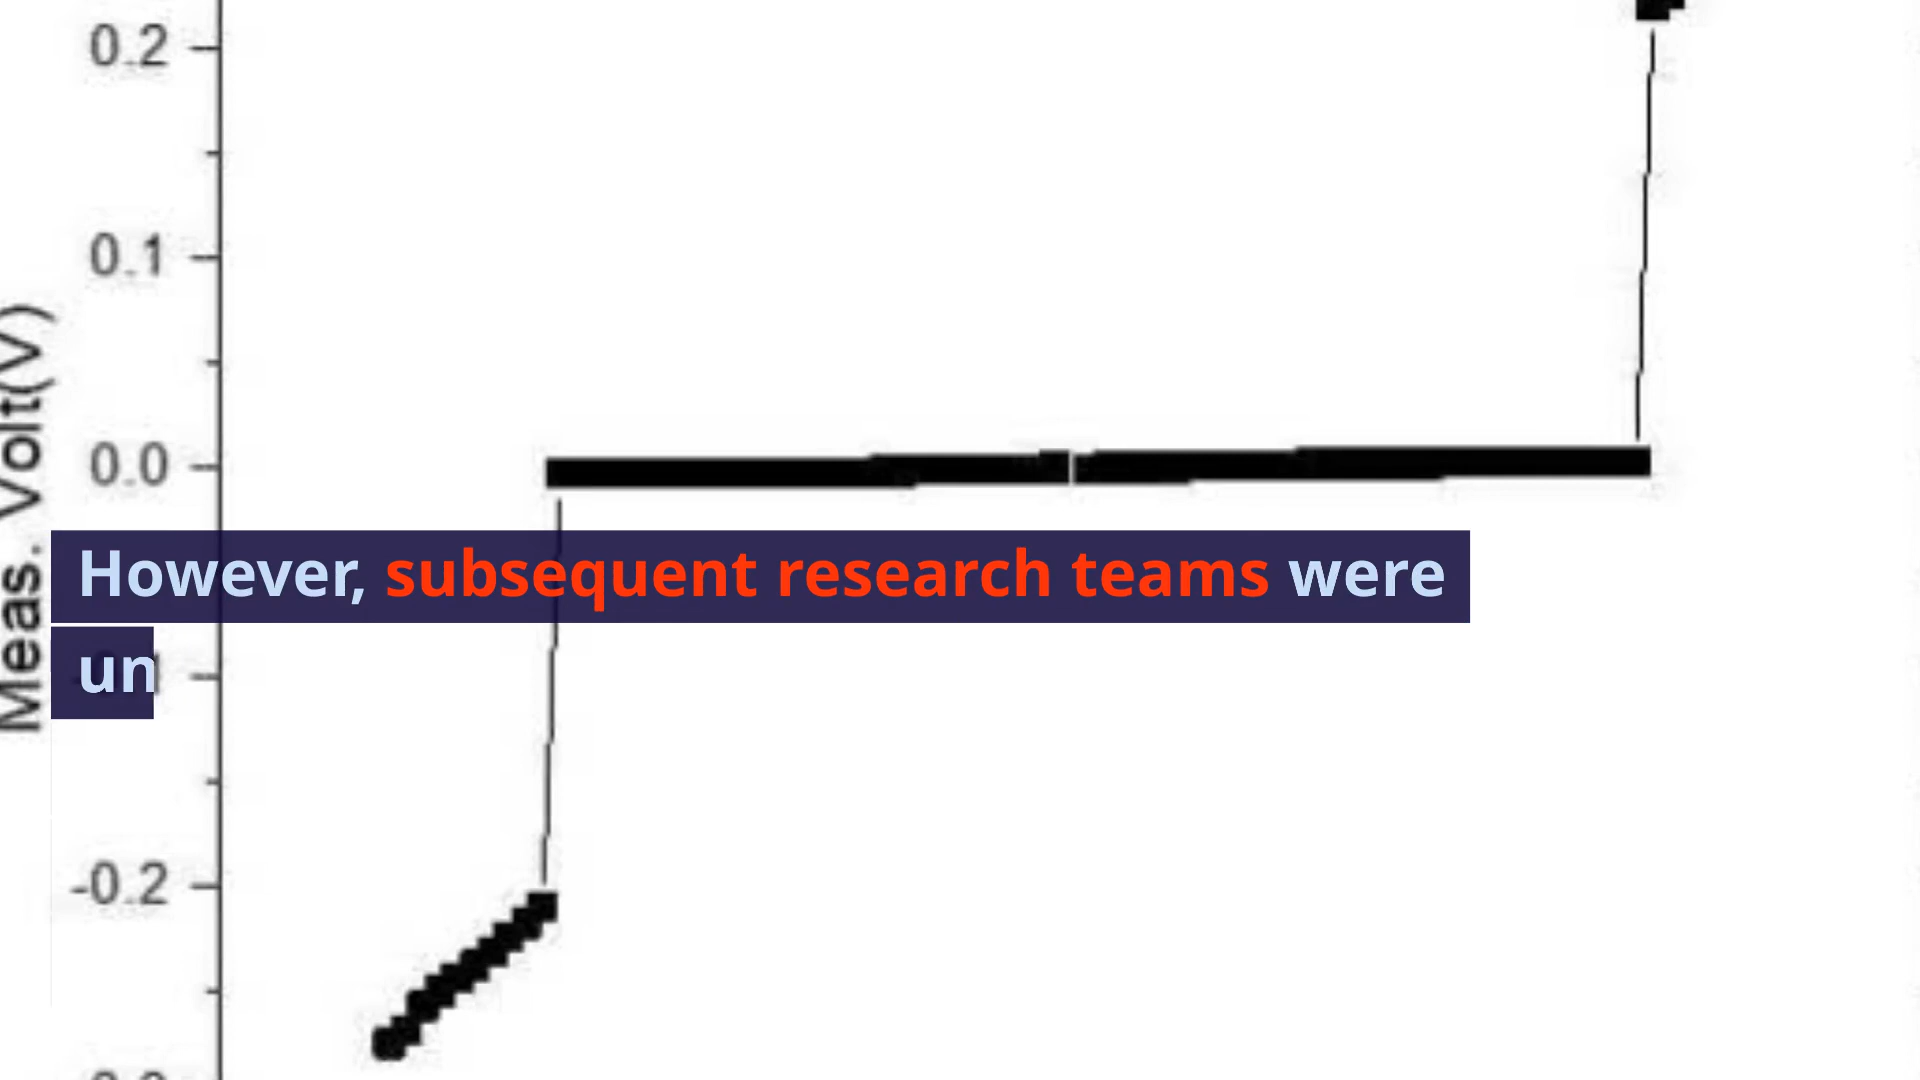 0.2
0.1
Meas. Volt(V)
0.0
However, subsequent research teams were
un
-0.2